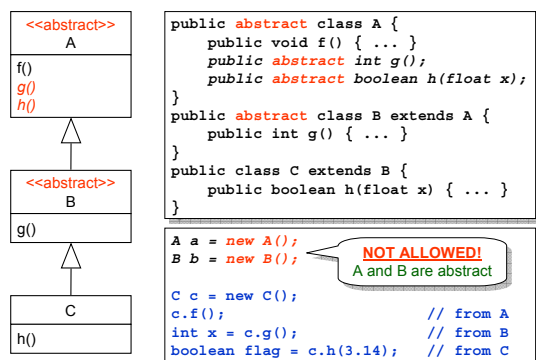 <<abstract>>
A
f()
g()
h()
<<abstract>>
B
g()
C
h()
public abstract class A {
public void f() { ... }
public abstract int g();
public abstract boolean h(float x);
}
public abstract class B extends A {
public int g() { ... }
}
public class C extends B {
public boolean h(float x) { ... }
}
A a = new A();
B b = new B();
NOT ALLOWED!
A and B are abstract
C c = new C();
c.f(); // from A
int x = c.g(); // from B
boolean flag = c.h(3.14); // from C